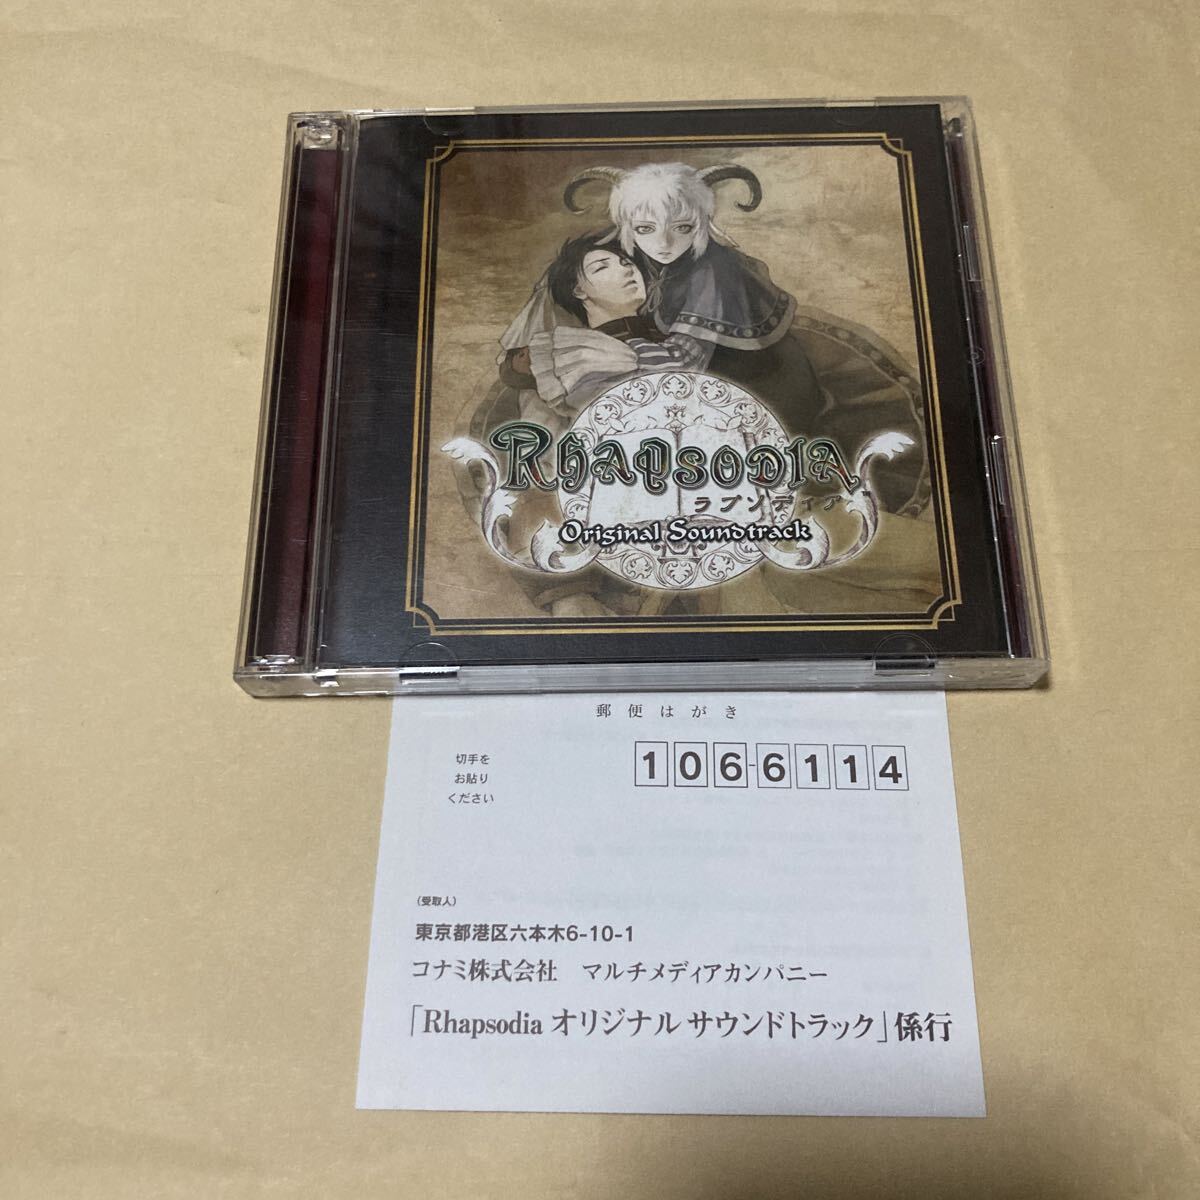 RHAPSODIA
ラプソディア
Original Soundtrack
郵便はがき
切手を
お貼り
ください
106-6114
（受取人）
東京都港区六本木6-10-1
コナミ株式会社　マルチメディアカンパニー
「Rhapsodia オリジナル サウンドトラック」係行